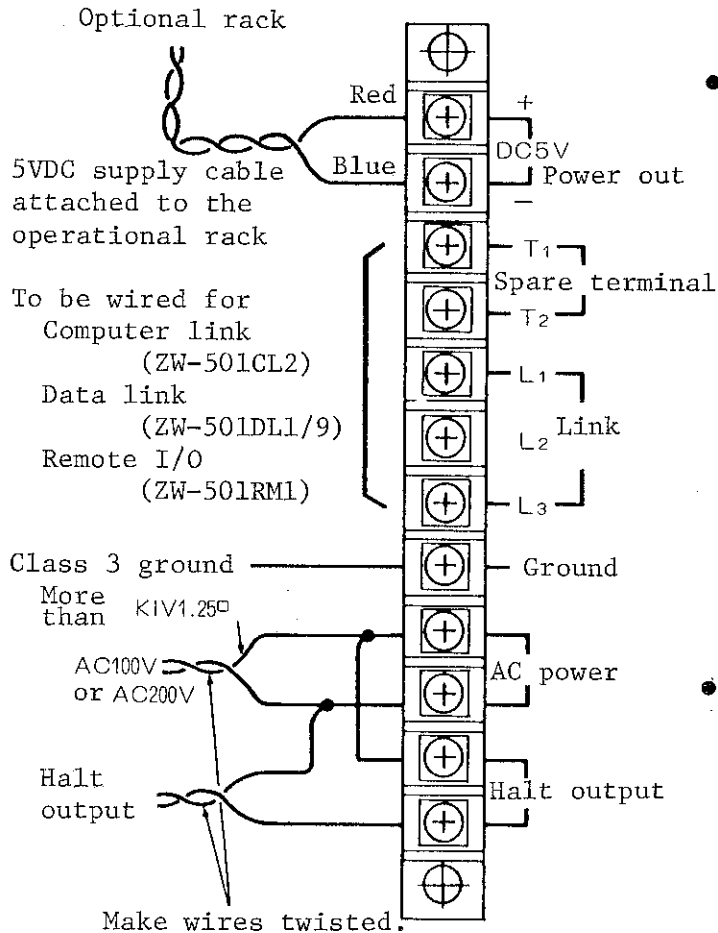 Optional rack
Red
+
DC5V
Blue
Power out
−
5VDC supply cable
attached to the
operational rack
T1
Spare terminal
T2
To be wired for
Computer link
(ZW-501CL2)
Data link
(ZW-501DL1/9)
Remote I/O
(ZW-501RM1)
L1
L2
Link
L3
Class 3 ground
Ground
More
than
KIV1.25□
AC100V
or AC200V
AC power
Halt
output
Halt output
Make wires twisted.